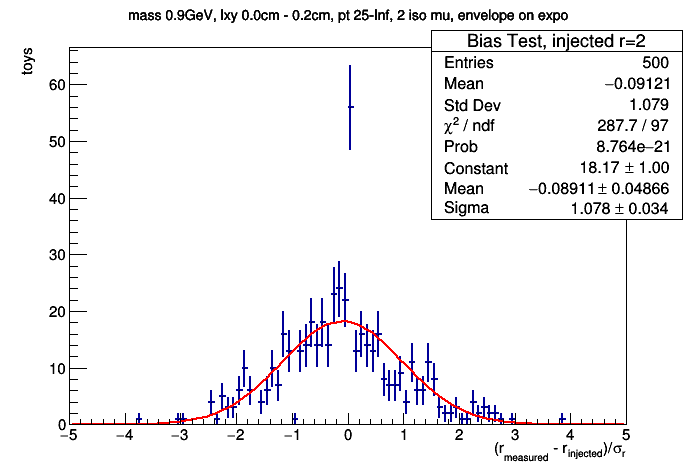 mass 0.9GeV, lxy 0.0cm - 0.2cm, pt 25-Inf, 2 iso mu, envelope on expo
Bias Test, injected r=2
Entries 500
Mean −0.09121
Std Dev 1.079
χ² / ndf 287.7 / 97
Prob 8.764e−21
Constant 18.17 ± 1.00
Mean −0.08911 ± 0.04866
Sigma 1.078 ± 0.034
toys
60
50
40
30
20
10
0
−5 −4 −3 −2 −1 0 1 2 3 4 5
(r_measured - r_injected)/σ_r